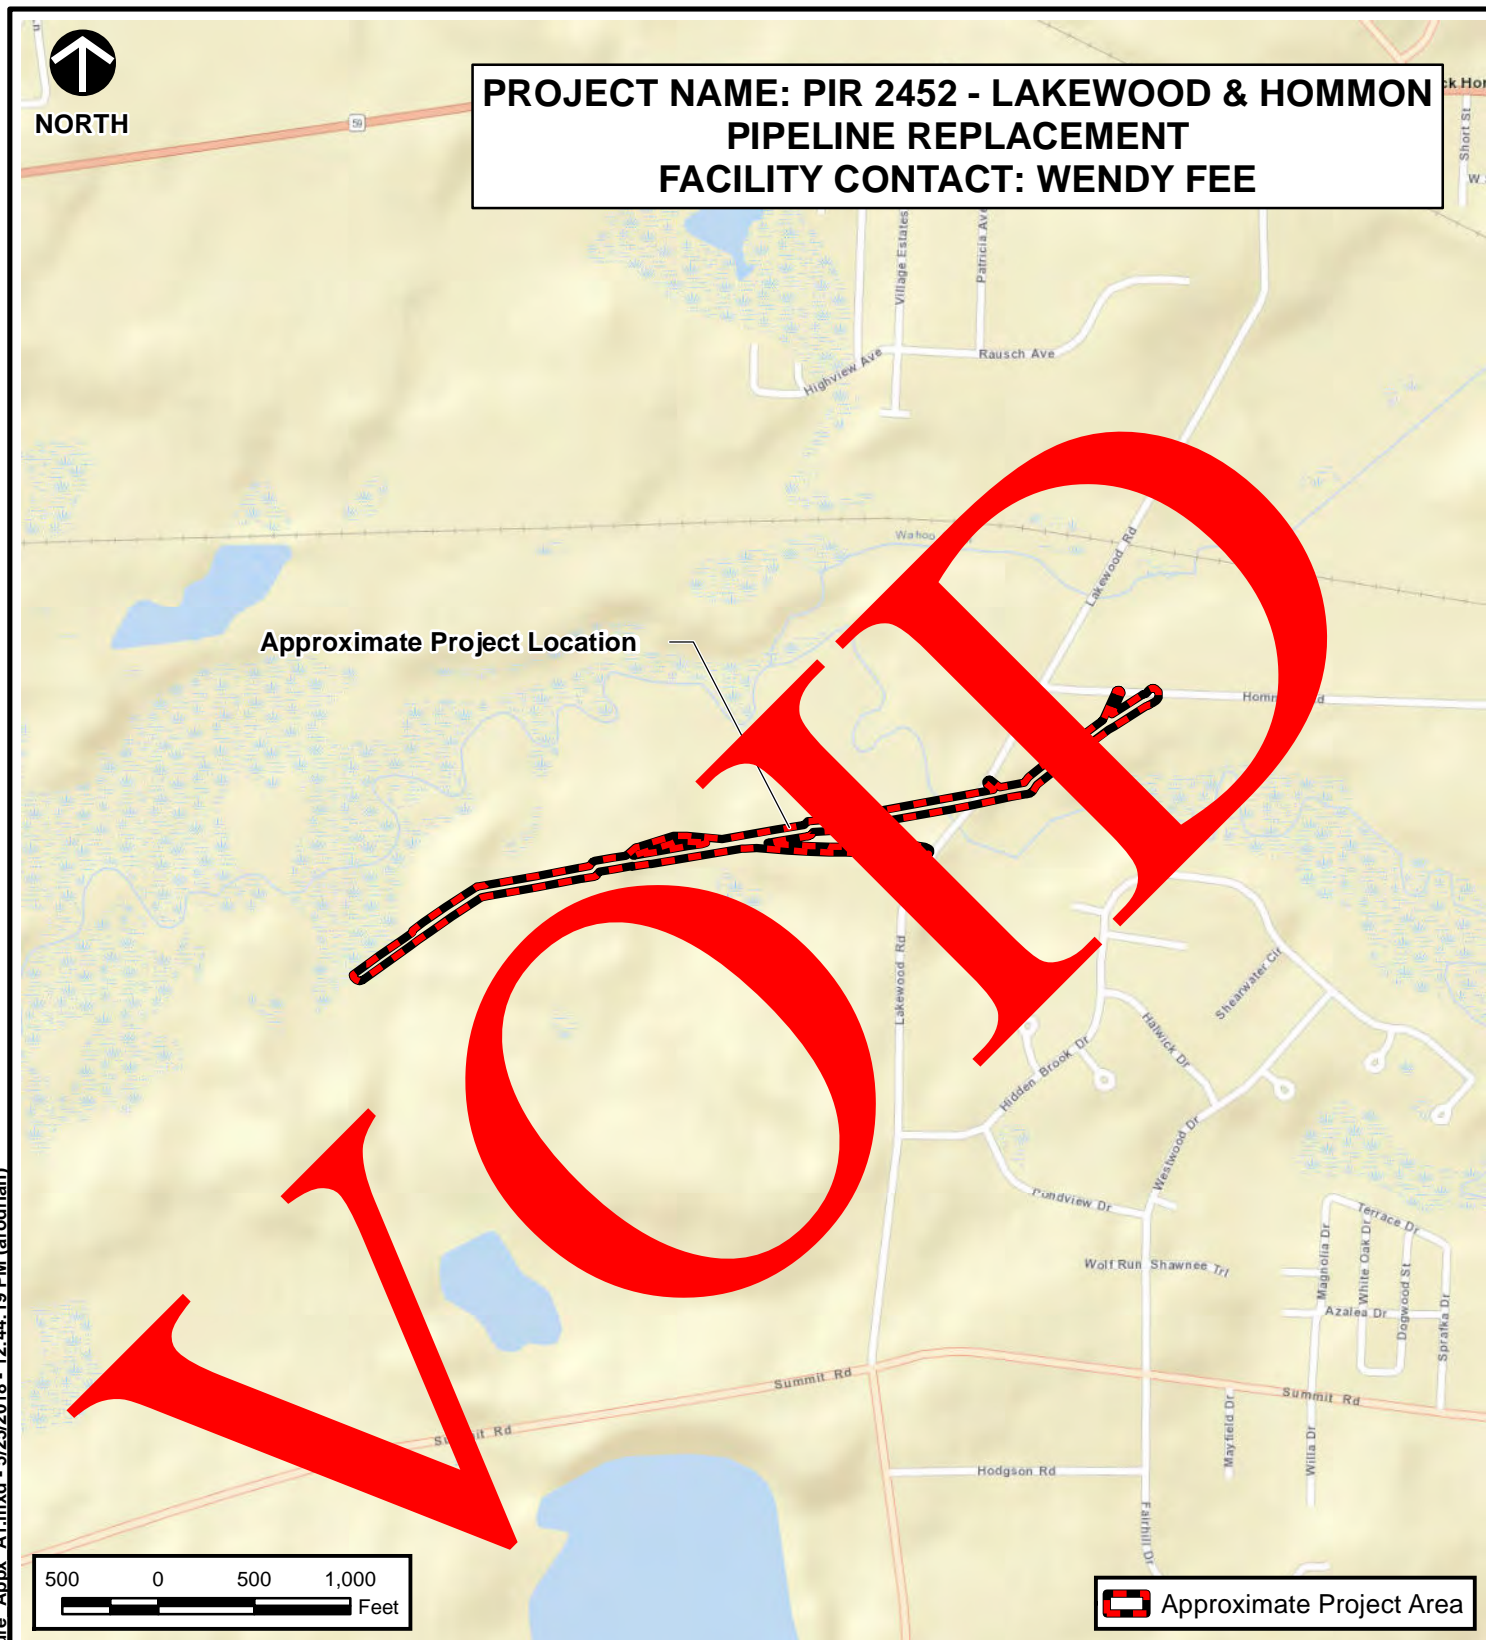 NORTH
PROJECT NAME: PIR 2452 - LAKEWOOD & HOMMON
PIPELINE REPLACEMENT
FACILITY CONTACT: WENDY FEE
59
Short St
W
Village Estates
Patricia Ave
Highview Ave
Rausch Ave
Wahoo
Lakewood Rd
Approximate Project Location
Rd
VOID
Lakewood Rd
Shearwater Cir
Halwick Dr
Hidden Brook Dr
Westwood Dr
Pondview Dr
Wolf Run Shawnee Trl
Terrace Dr
Magnolia Dr
White Oak Dr
Dogwood St
Azalea Dr
Sprafka Dr
Summit Rd
Summit Rd
Rd
Mayfield Dr
Willa Dr
Hodgson Rd
Fairhill Dr
500 0 500 1,000
Feet
Approximate Project Area